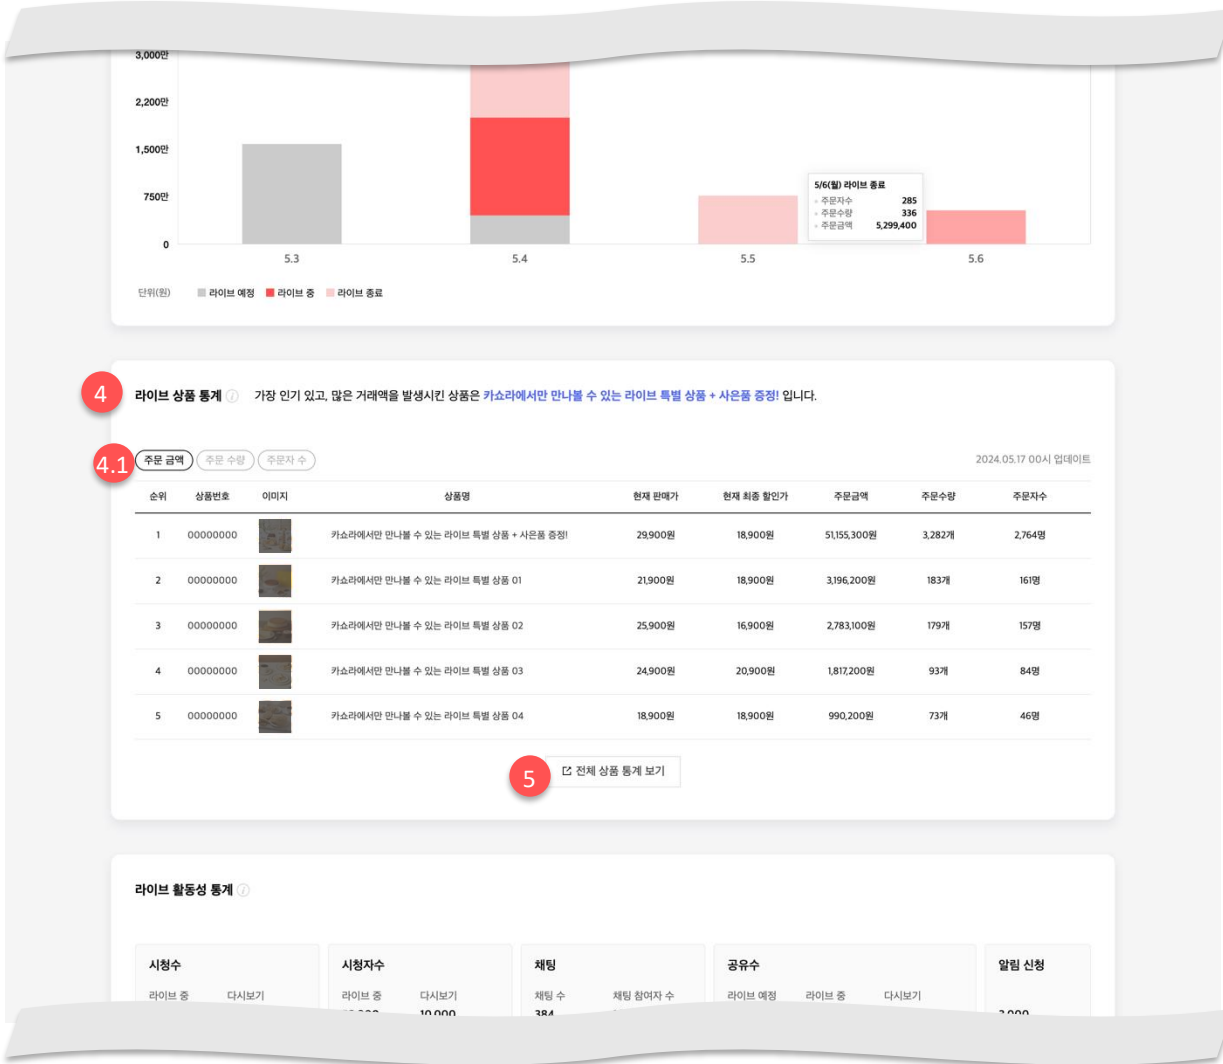 3,000만
2,200만
1,500만
750만
0
5/6(월) 라이브 종료
주문자수 285
주문수량 336
주문금액 5,299,400
5.3 5.4 5.5 5.6
단위(원) 라이브 예정 라이브 중 라이브 종료
4 라이브 상품 통계 가장 인기 있고, 많은 거래액을 발생시킨 상품은 카쇼라에서만 만나볼 수 있는 라이브 특별 상품 + 사은품 증정! 입니다.
4.1 주문 금액 주문 수량 주문자 수 2024.05.17 00시 업데이트
순위 상품번호 이미지 상품명 현재 판매가 현재 최종 할인가 주문금액 주문수량 주문자수
1 00000000 카쇼라에서만 만나볼 수 있는 라이브 특별 상품 + 사은품 증정! 29,900원 18,900원 51,155,300원 3,282개 2,764명
2 00000000 카쇼라에서만 만나볼 수 있는 라이브 특별 상품 01 21,900원 18,900원 3,196,200원 183개 161명
3 00000000 카쇼라에서만 만나볼 수 있는 라이브 특별 상품 02 25,900원 16,900원 2,783,100원 179개 157명
4 00000000 카쇼라에서만 만나볼 수 있는 라이브 특별 상품 03 24,900원 20,900원 1,817,200원 93개 84명
5 00000000 카쇼라에서만 만나볼 수 있는 라이브 특별 상품 04 18,900원 18,900원 990,200원 73개 46명
5 전체 상품 통계 보기
라이브 활동성 통계
시청수 시청자수 채팅 공유수 알림 신청
라이브 중 다시보기 라이브 중 다시보기 채팅 수 채팅 참여자 수 라이브 예정 라이브 중 다시보기
10,000 384